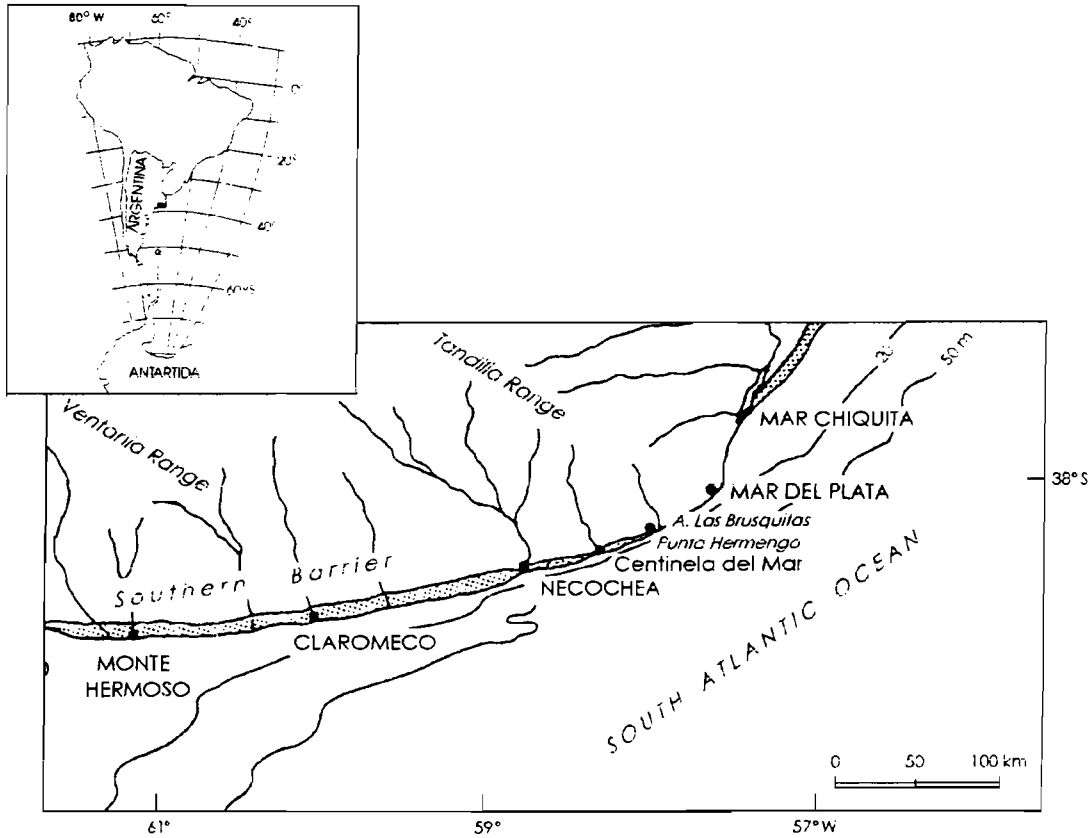 80° W 60° 40°
0°
20°
ARGENTINA
40°
60°S
ANTARTIDA
Tandilia Range
Ventania Range
20
50 m
MAR CHIQUITA
38° S
MAR DEL PLATA
A. Las Brusquitas
Punta Hermengo
Centinela del Mar
NECOCHEA
Southern Barrier
CLAROMECO
MONTE
HERMOSO
SOUTH ATLANTIC OCEAN
0 50 100 km
61° 59° 57° W